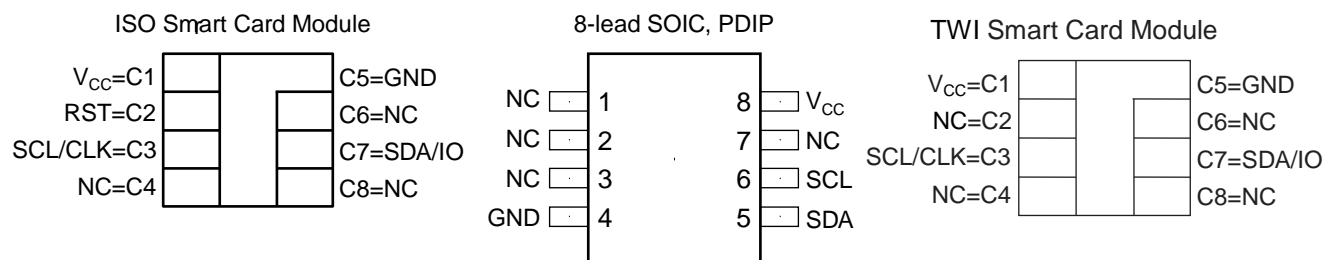 ISO Smart Card Module
VCC=C1
C5=GND
RST=C2
C6=NC
SCL/CLK=C3
C7=SDA/IO
NC=C4
C8=NC
8-lead SOIC, PDIP
NC 1 8 VCC
NC 2 7 NC
NC 3 6 SCL
GND 4 5 SDA
TWI Smart Card Module
VCC=C1
C5=GND
NC=C2
C6=NC
SCL/CLK=C3
C7=SDA/IO
NC=C4
C8=NC